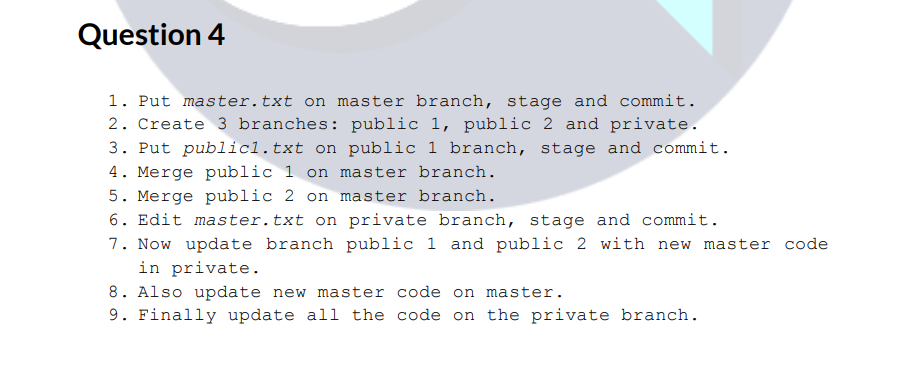 Question 4
1. Put master.txt on master branch, stage and commit.
2. Create 3 branches: public 1, public 2 and private.
3. Put public1.txt on public 1 branch, stage and commit.
4. Merge public 1 on master branch.
5. Merge public 2 on master branch.
6. Edit master.txt on private branch, stage and commit.
7. Now update branch public 1 and public 2 with new master code
in private.
8. Also update new master code on master.
9. Finally update all the code on the private branch.